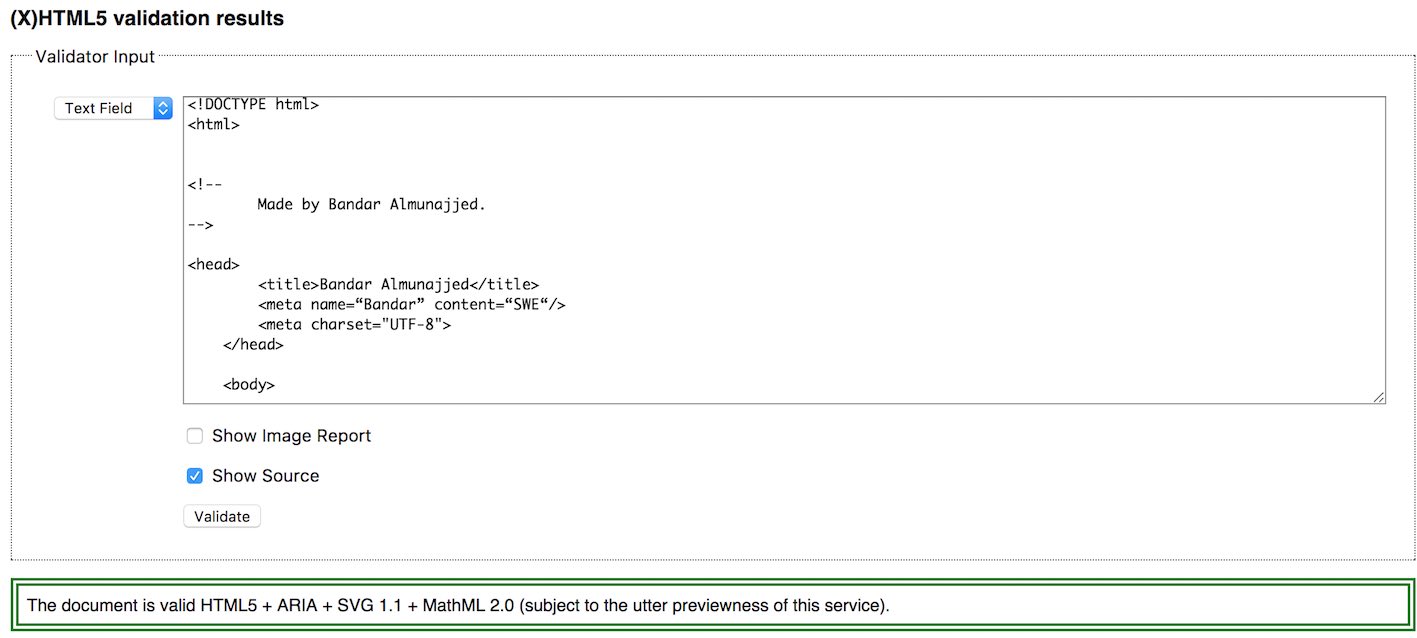 (X)HTML5 validation results
Validator Input
Text Field
<!DOCTYPE html>
<html>
<!--
Made by Bandar Almunajjed.
-->
<head>
<title>Bandar Almunajjed</title>
<meta name=“Bandar” content=“SWE“/>
<meta charset="UTF-8">
</head>
<body>
Show Image Report
Show Source
Validate
The document is valid HTML5 + ARIA + SVG 1.1 + MathML 2.0 (subject to the utter previewness of this service).